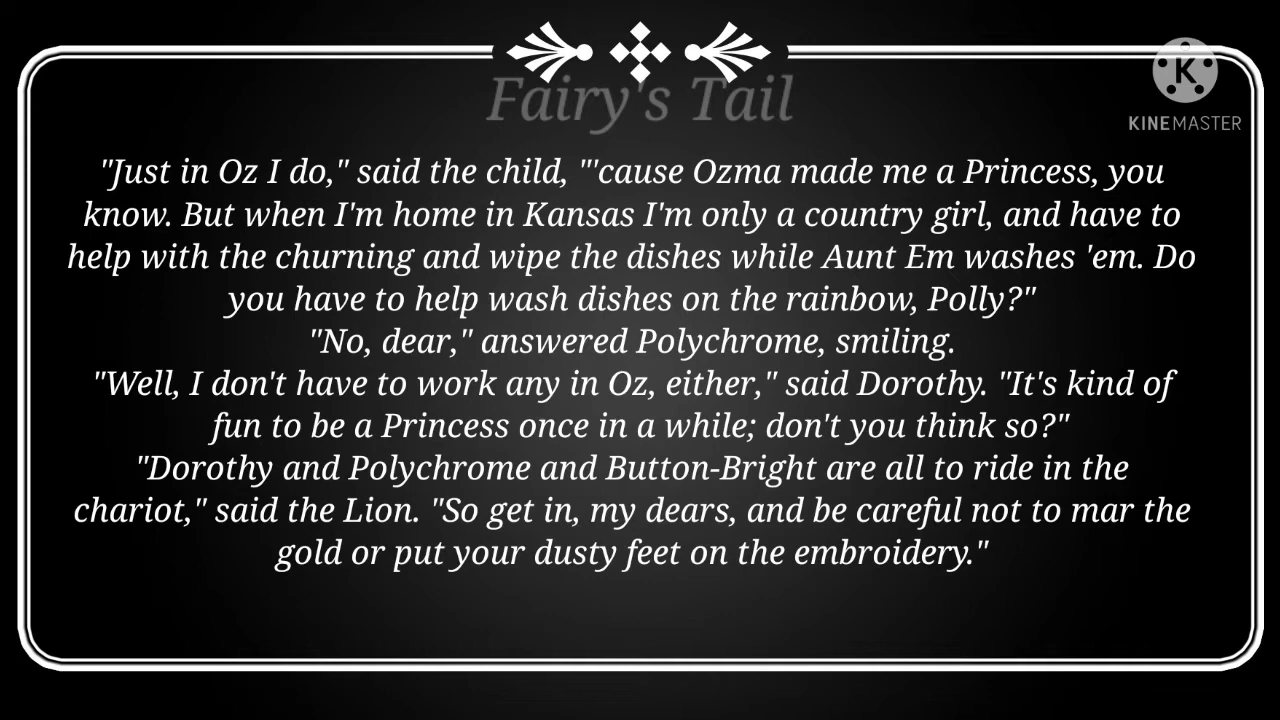 Fairy's Tail
K
KINEMASTER
"Just in Oz I do," said the child, "'cause Ozma made me a Princess, you
know. But when I'm home in Kansas I'm only a country girl, and have to
help with the churning and wipe the dishes while Aunt Em washes 'em. Do
you have to help wash dishes on the rainbow, Polly?"
"No, dear," answered Polychrome, smiling.
"Well, I don't have to work any in Oz, either," said Dorothy. "It's kind of
fun to be a Princess once in a while; don't you think so?"
"Dorothy and Polychrome and Button-Bright are all to ride in the
chariot," said the Lion. "So get in, my dears, and be careful not to mar the
gold or put your dusty feet on the embroidery."